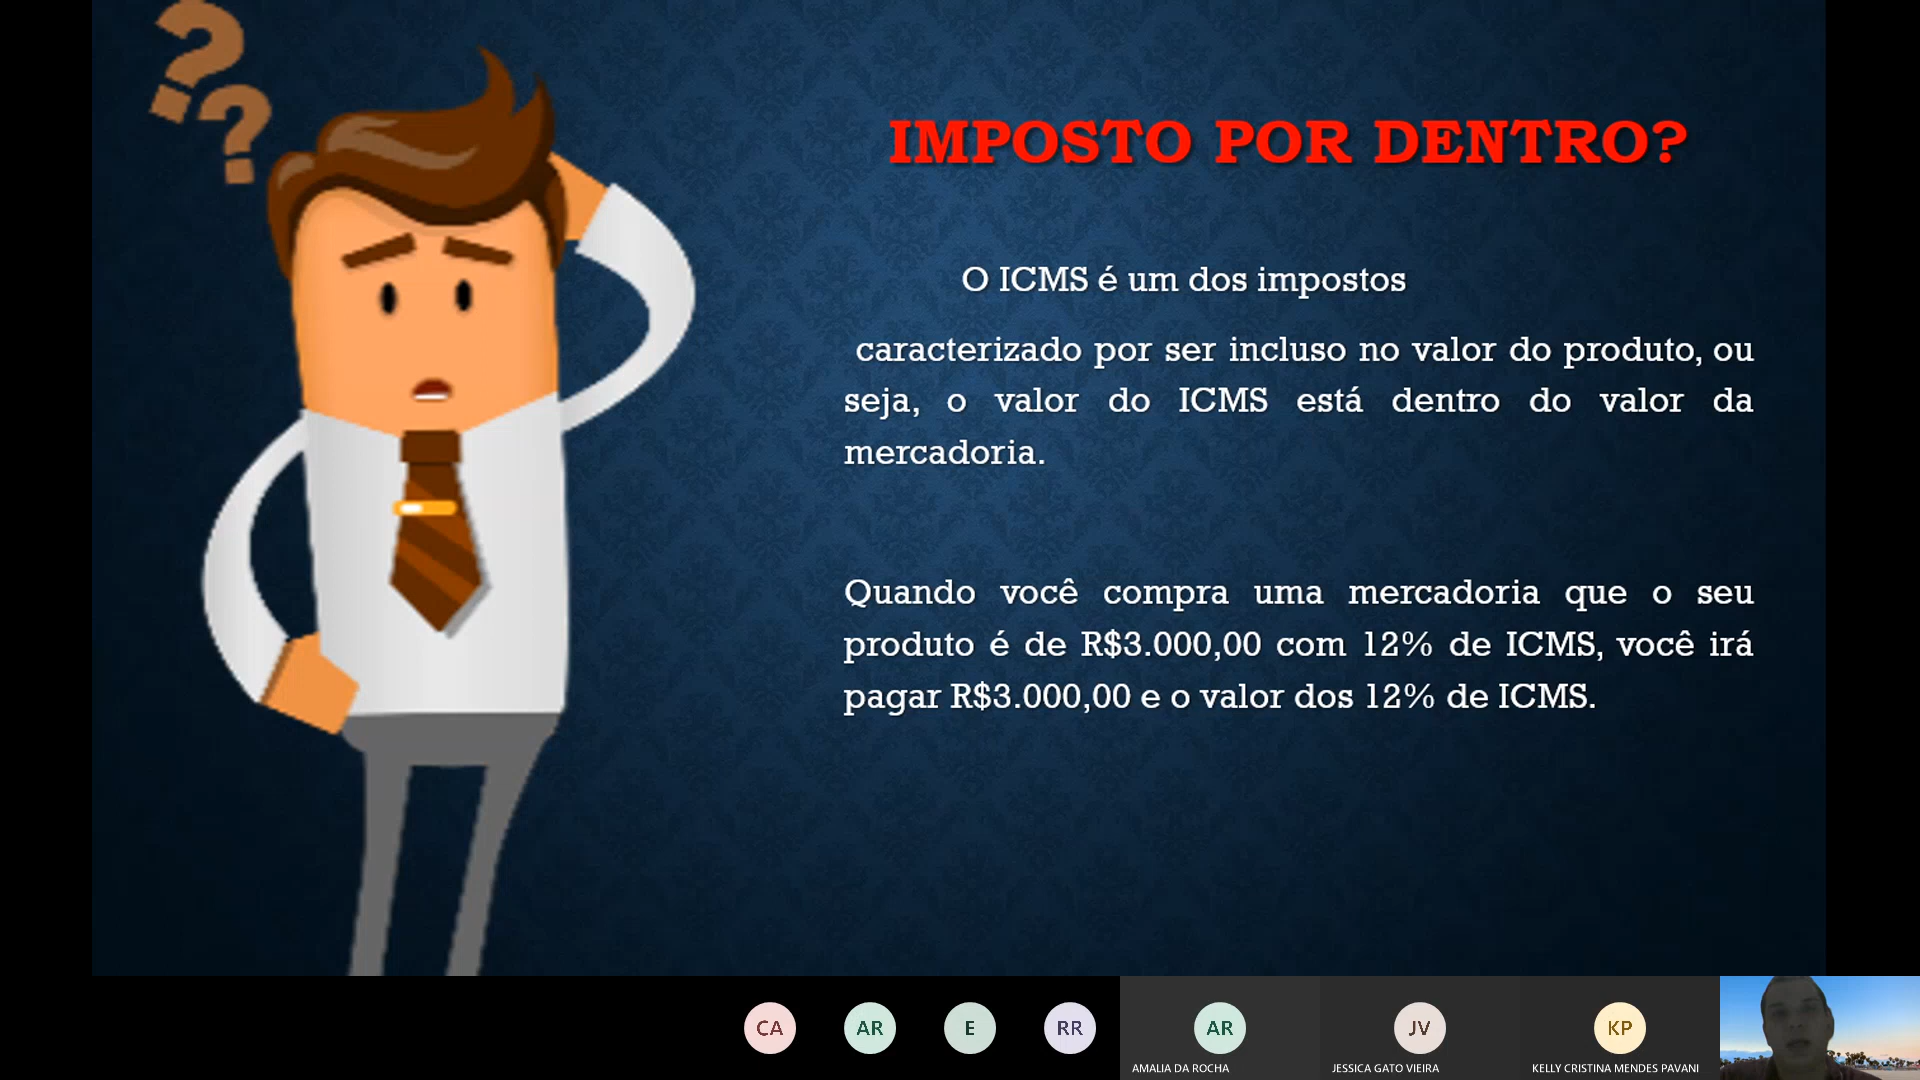 ??
IMPOSTO POR DENTRO?
O ICMS é um dos impostos
caracterizado por ser incluso no valor do produto, ou
seja, o valor do ICMS está dentro do valor da
mercadoria.
Quando você compra uma mercadoria que o seu
produto é de R$3.000,00 com 12% de ICMS, você irá
pagar R$3.000,00 e o valor dos 12% de ICMS.
CA AR E RR AR JV KP
AMALIA DA ROCHA JESSICA GATO VIEIRA KELLY CRISTINA MENDES PAVANI